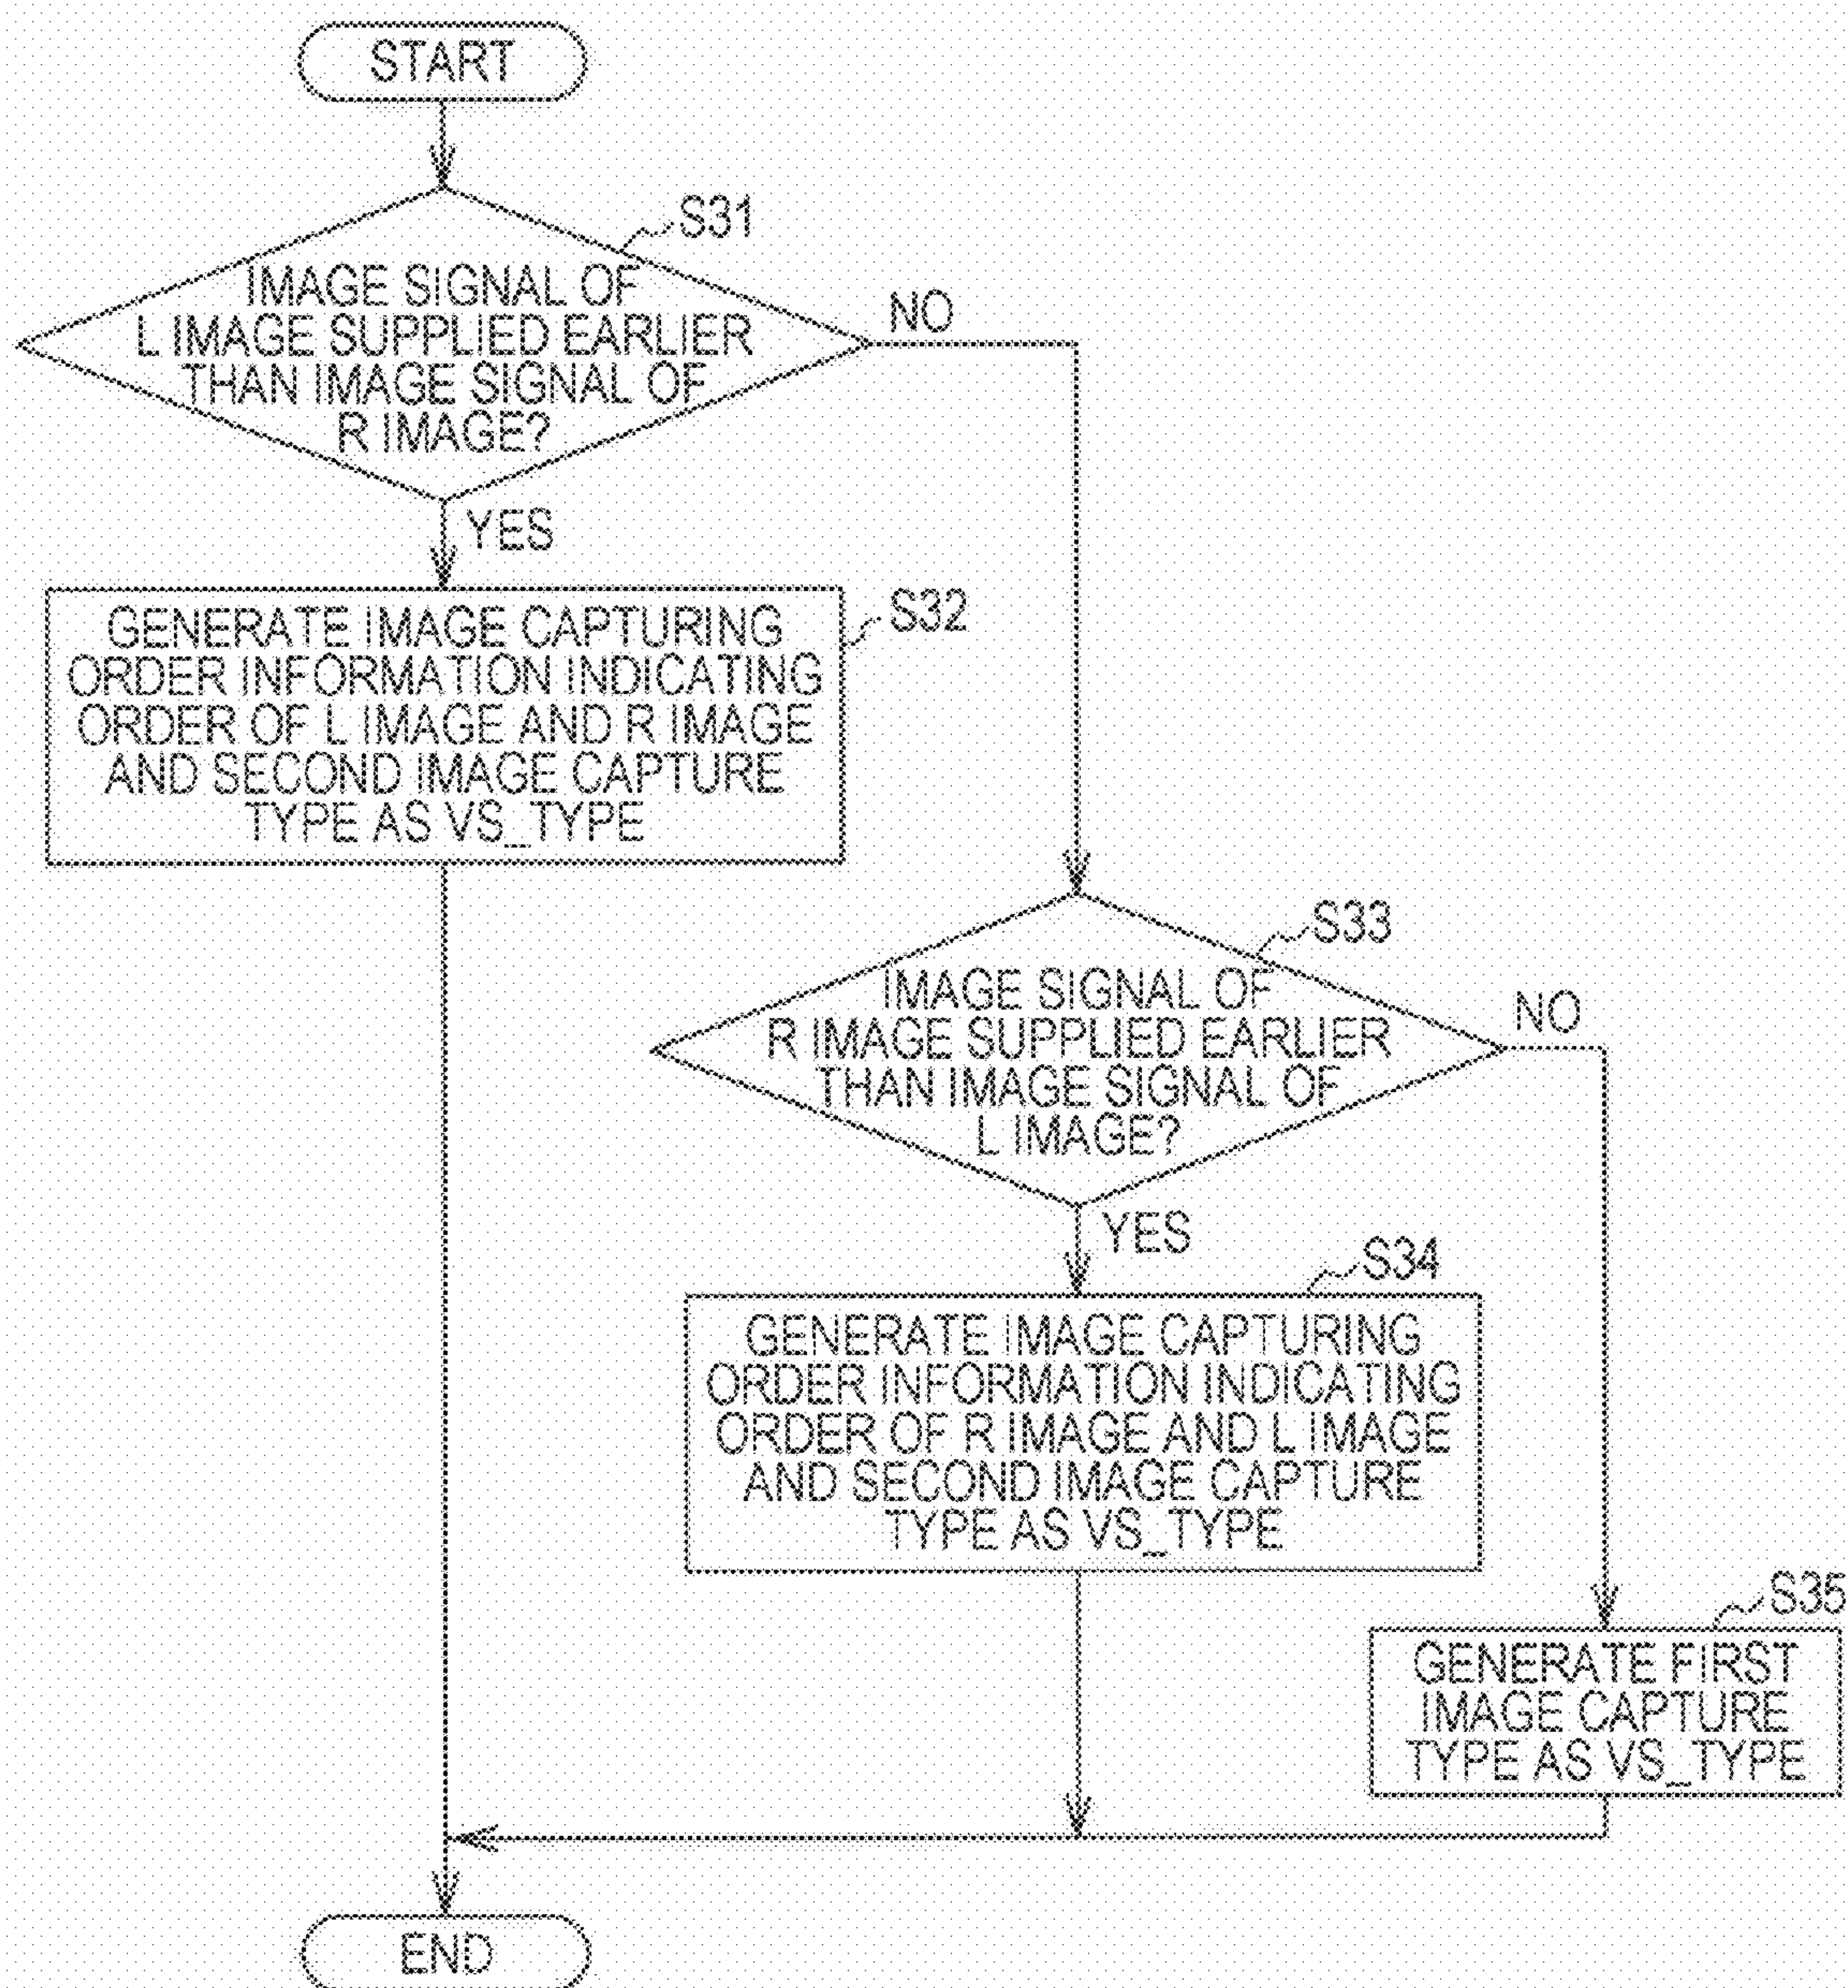 START
S31
IMAGE SIGNAL OF
L IMAGE SUPPLIED EARLIER
THAN IMAGE SIGNAL OF
R IMAGE?
NO
YES
S32
GENERATE IMAGE CAPTURING
ORDER INFORMATION INDICATING
ORDER OF L IMAGE AND R IMAGE
AND SECOND IMAGE CAPTURE
TYPE AS VS_TYPE
S33
IMAGE SIGNAL OF
R IMAGE SUPPLIED EARLIER
THAN IMAGE SIGNAL OF
L IMAGE?
NO
YES
S34
GENERATE IMAGE CAPTURING
ORDER INFORMATION INDICATING
ORDER OF R IMAGE AND L IMAGE
AND SECOND IMAGE CAPTURE
TYPE AS VS_TYPE
S35
GENERATE FIRST
IMAGE CAPTURE
TYPE AS VS_TYPE
END